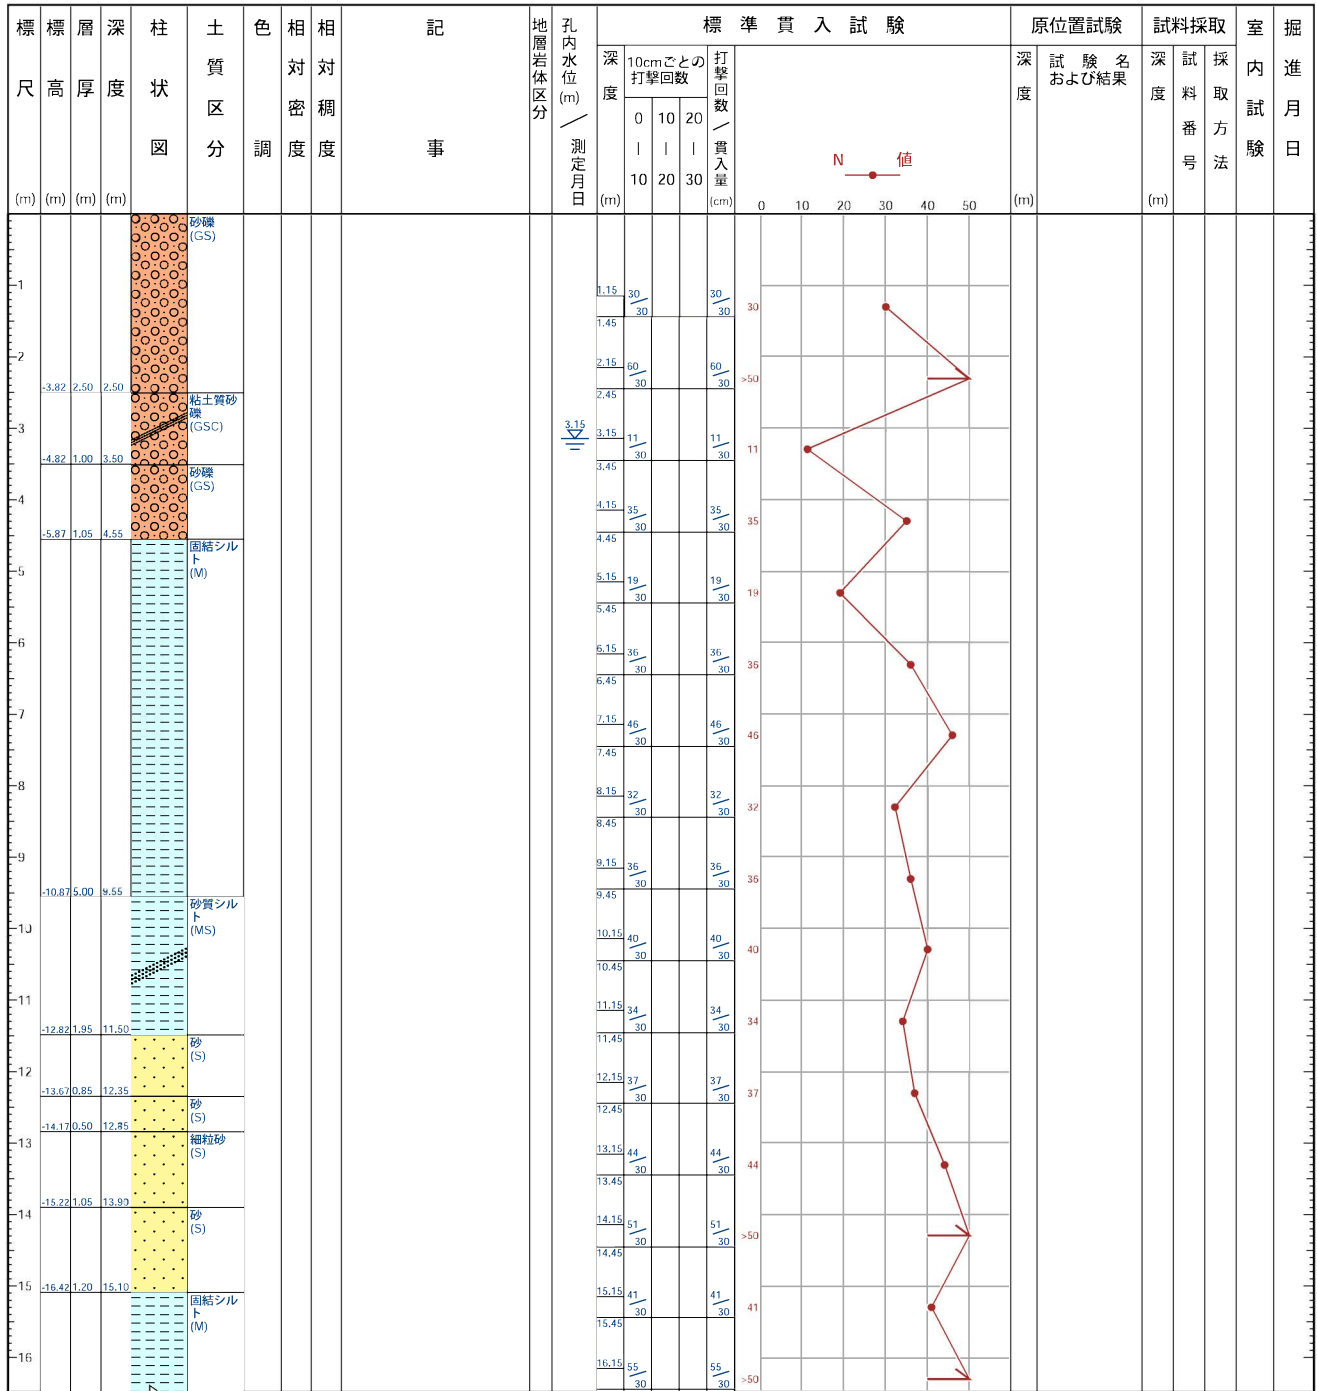 標尺(m)
標高(m)
層厚(m)
深度(m)
柱状図
土質区分
色調
相対密度
相対稠度
記事
地層岩体区分
孔内水位(m)／測定月日
標準貫入試験
深度(m)
10cmごとの
打撃回数
0 10 20
| | |
10 20 30
打撃回数／貫入量(cm)
N 値
0 10 20 30 40 50
原位置試験
深度(m)
試験名
および結果
試料採取
深度(m)
試料番号
採取方法
室内試験
掘進月日
砂礫
(GS)
1
1.15 30/30 30/30 30
1.45
2
2.15 60/30 60/30 >50
-3.82 2.50 2.50
2.45
粘土質砂
礫
(GSC)
3
3.15
3.15 11/30 11/30 11
-4.82 1.00 3.50
3.45
砂礫
(GS)
4
4.15 35/30 35/30 35
-5.87 1.05 4.55
4.45
固結シル
ト
(M)
5
5.15 19/30 19/30 19
5.45
6
6.15 36/30 36/30 36
6.45
7
7.15 46/30 46/30 46
7.45
8
8.15 32/30 32/30 32
8.45
9
9.15 36/30 36/30 36
-10.87 5.00 9.55
9.45
砂質シル
ト
(MS)
10
10.15 40/30 40/30 40
10.45
11
11.15 34/30 34/30 34
-12.82 1.95 11.50
11.45
砂
(S)
12
12.15 37/30 37/30 37
-13.67 0.85 12.35
12.45
砂
(S)
-14.17 0.50 12.85
13
細粒砂
(S)
13.15 44/30 44/30 44
13.45
-15.22 1.05 13.90
14
砂
(S)
14.15 51/30 51/30 >50
14.45
15
-16.42 1.20 15.10
15.15 41/30 41/30 41
15.45
固結シル
ト
(M)
16
16.15 55/30 55/30 >50